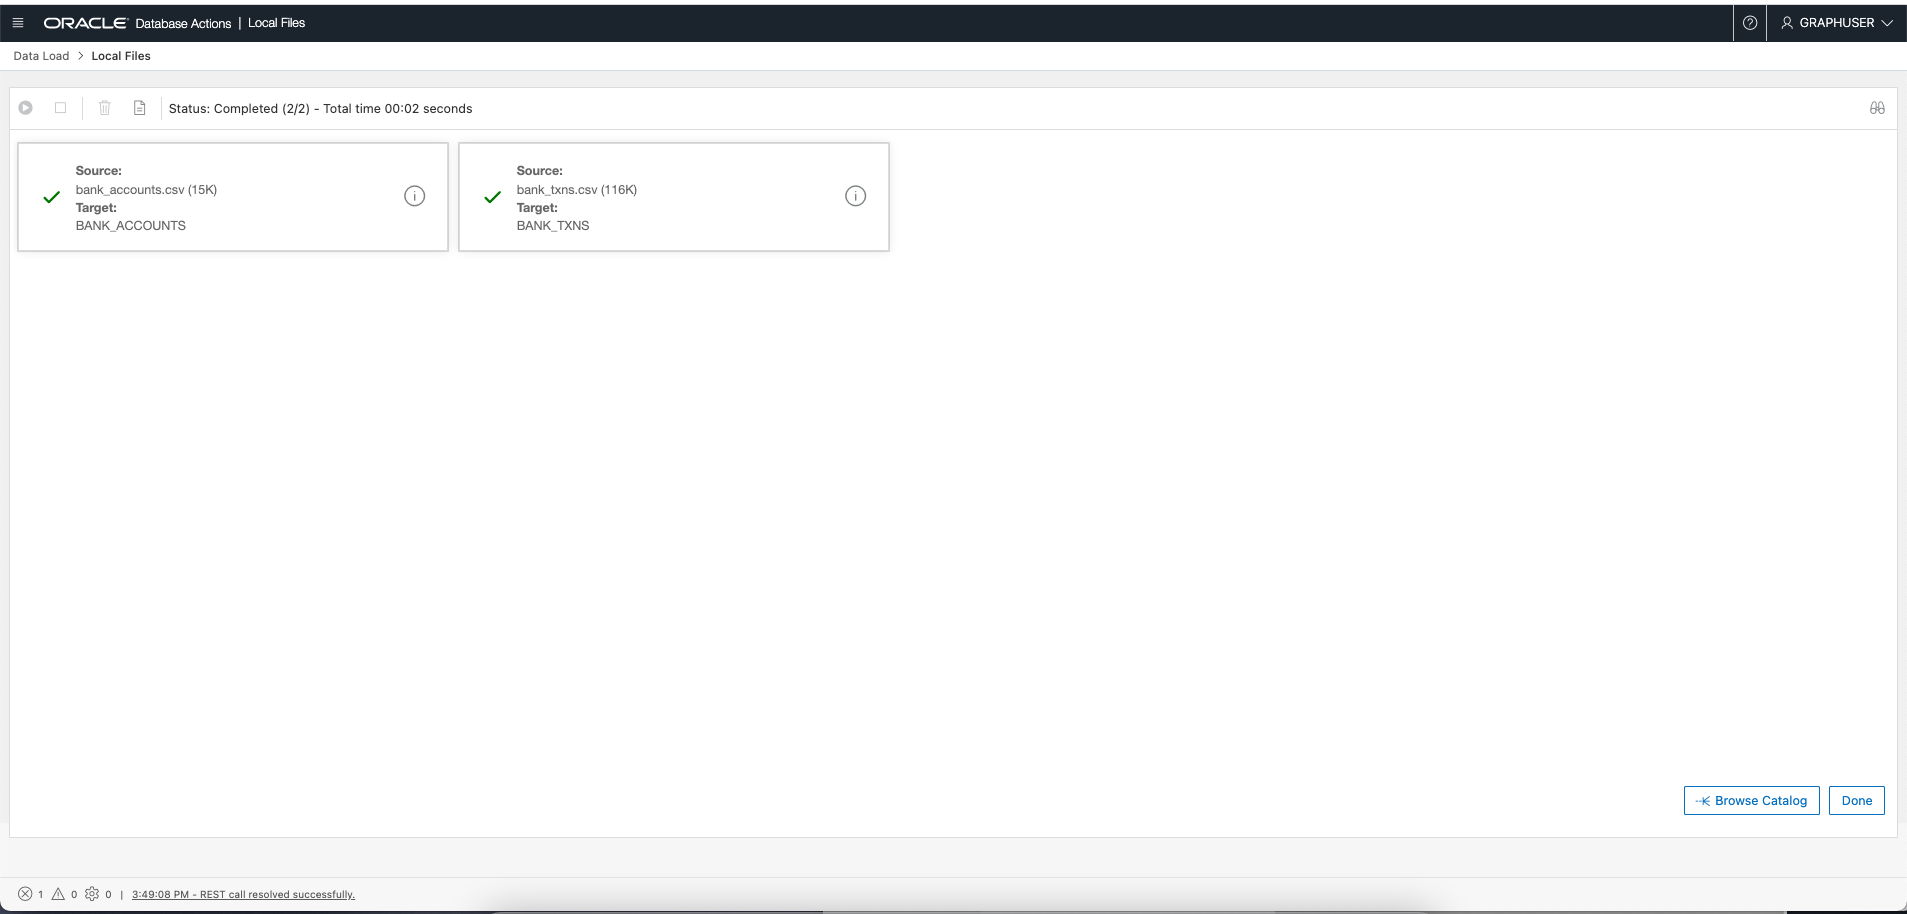 ORACLE Database Actions | Local Files
GRAPHUSER
Data Load > Local Files
Status: Completed (2/2) - Total time 00:02 seconds
Source:
bank_accounts.csv (15K)
Target:
BANK_ACCOUNTS
Source:
bank_txns.csv (116K)
Target:
BANK_TXNS
Browse Catalog
Done
1 0 0 | 3:49:08 PM - REST call resolved successfully.